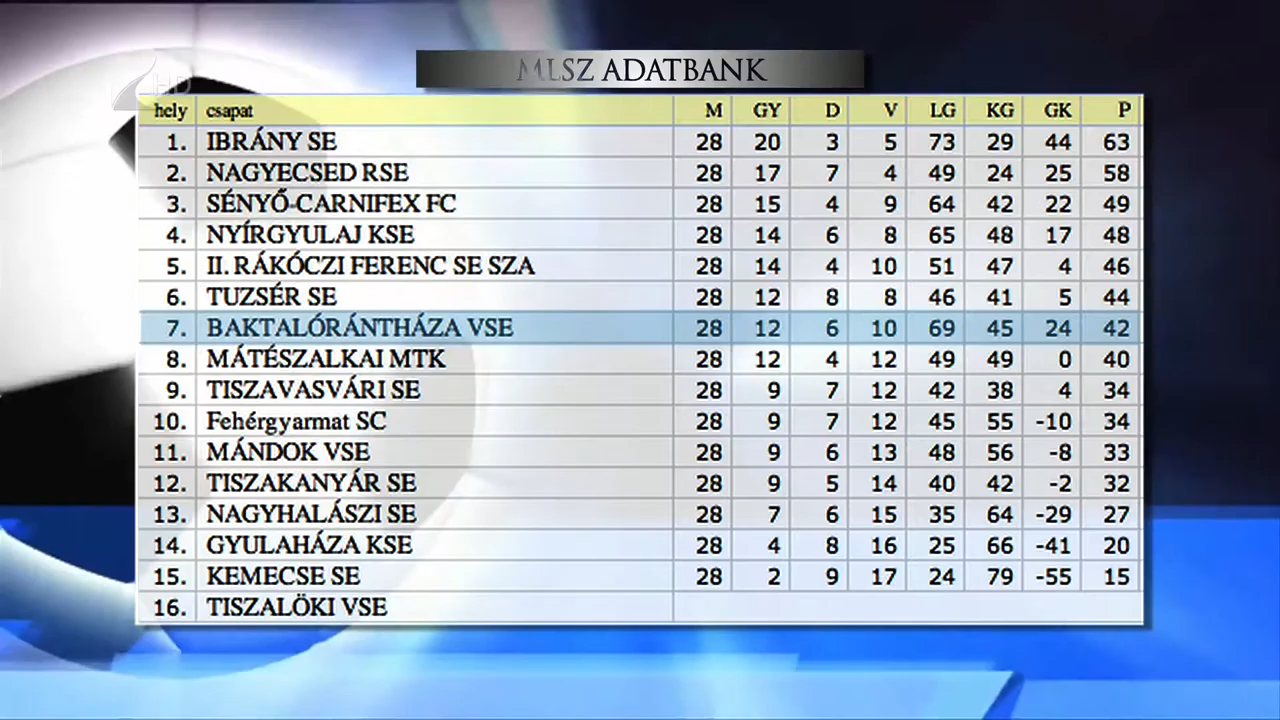 MLSZ ADATBANK
HD
hely csapat M GY D V LG KG GK P
1. IBRÁNY SE 28 20 3 5 73 29 44 63
2. NAGYECSED RSE 28 17 7 4 49 24 25 58
3. SÉNYŐ-CARNIFEX FC 28 15 4 9 64 42 22 49
4. NYÍRGYULAJ KSE 28 14 6 8 65 48 17 48
5. II. RÁKÓCZI FERENC SE SZA 28 14 4 10 51 47 4 46
6. TUZSÉR SE 28 12 8 8 46 41 5 44
7. BAKTALÓRÁNTHÁZA VSE 28 12 6 10 69 45 24 42
8. MÁTÉSZALKAI MTK 28 12 4 12 49 49 0 40
9. TISZAVASVÁRI SE 28 9 7 12 42 38 4 34
10. Fehérgyarmat SC 28 9 7 12 45 55 -10 34
11. MÁNDOK VSE 28 9 6 13 48 56 -8 33
12. TISZAKANYÁR SE 28 9 5 14 40 42 -2 32
13. NAGYHALÁSZI SE 28 7 6 15 35 64 -29 27
14. GYULAHÁZA KSE 28 4 8 16 25 66 -41 20
15. KEMECSE SE 28 2 9 17 24 79 -55 15
16. TISZALÖKI VSE